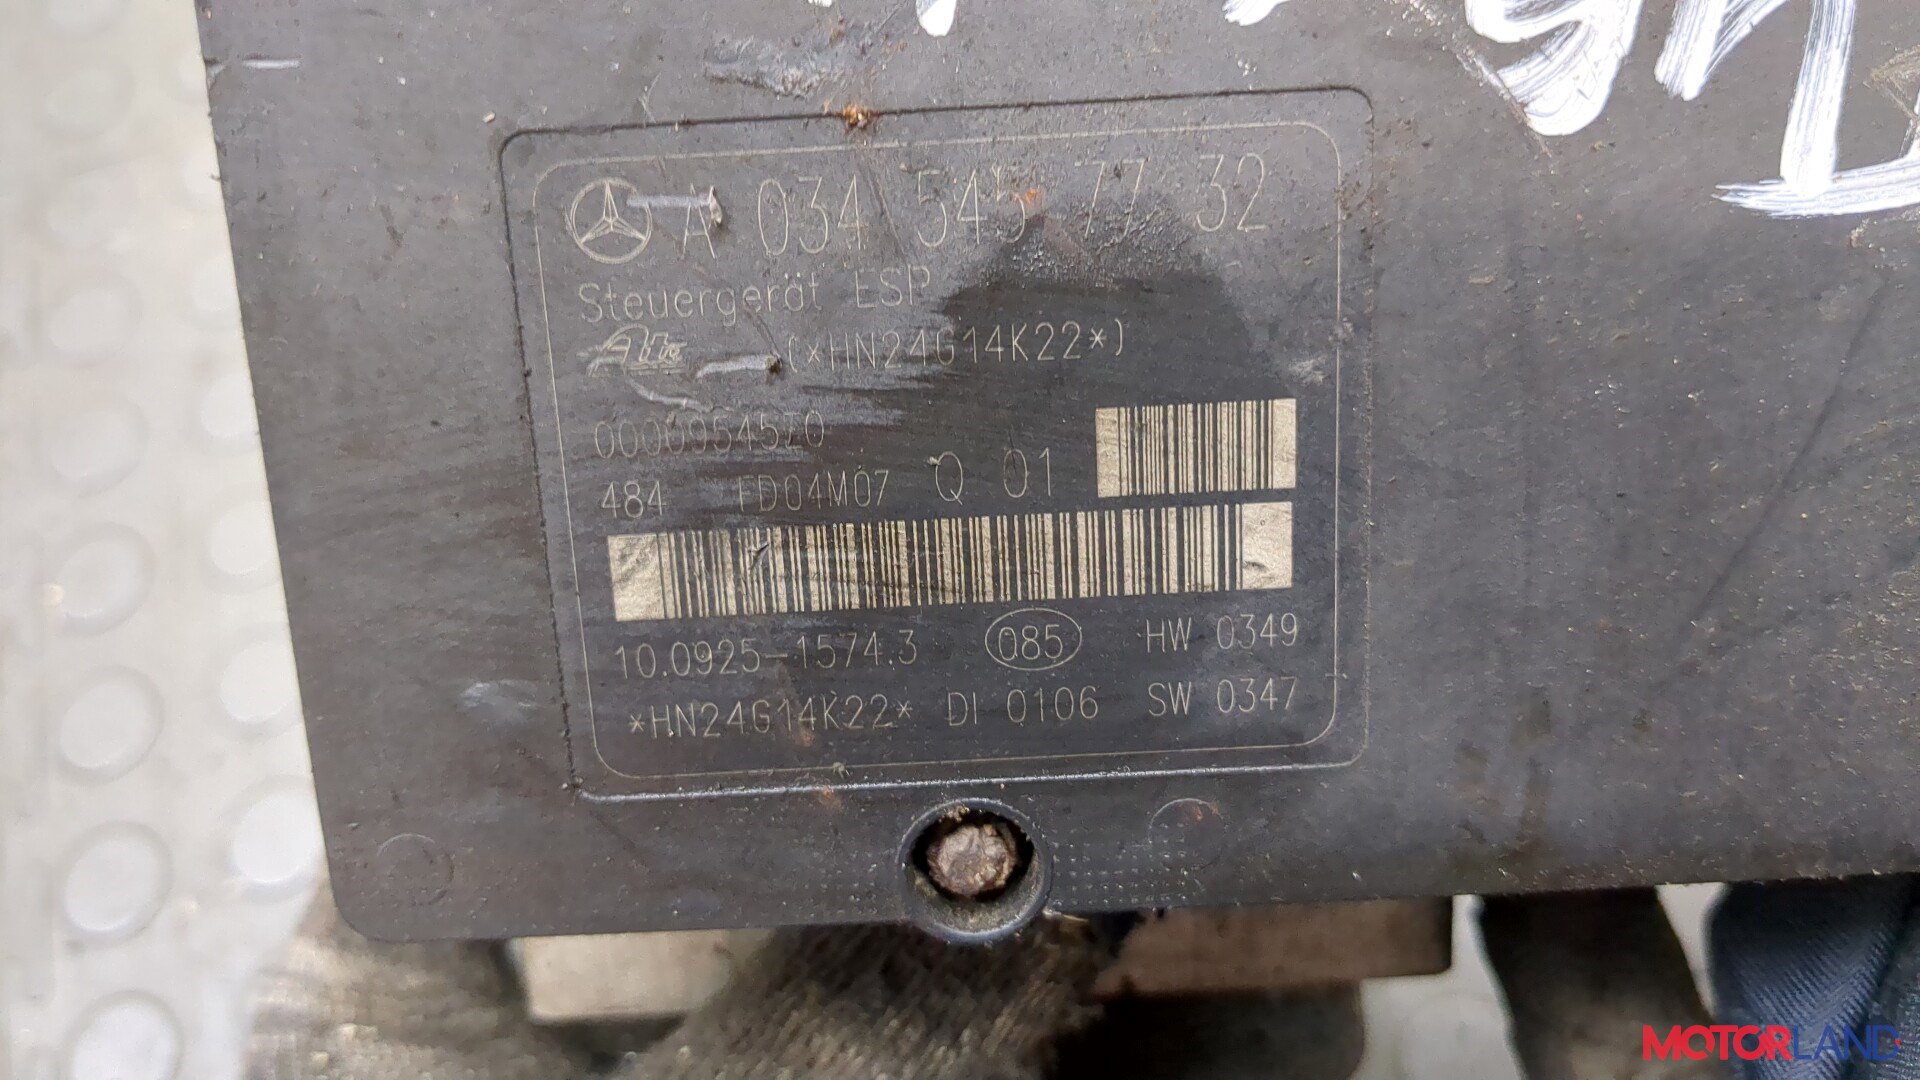 A 034 545 77 32
Steuergerät ESP
Ate (*HN24G14K22*)
484 FD04M07 Q 01
10.0925-1574.3 085 HW 0349
*HN24G14K22* DI 0106 SW 0347
MOTORLAND